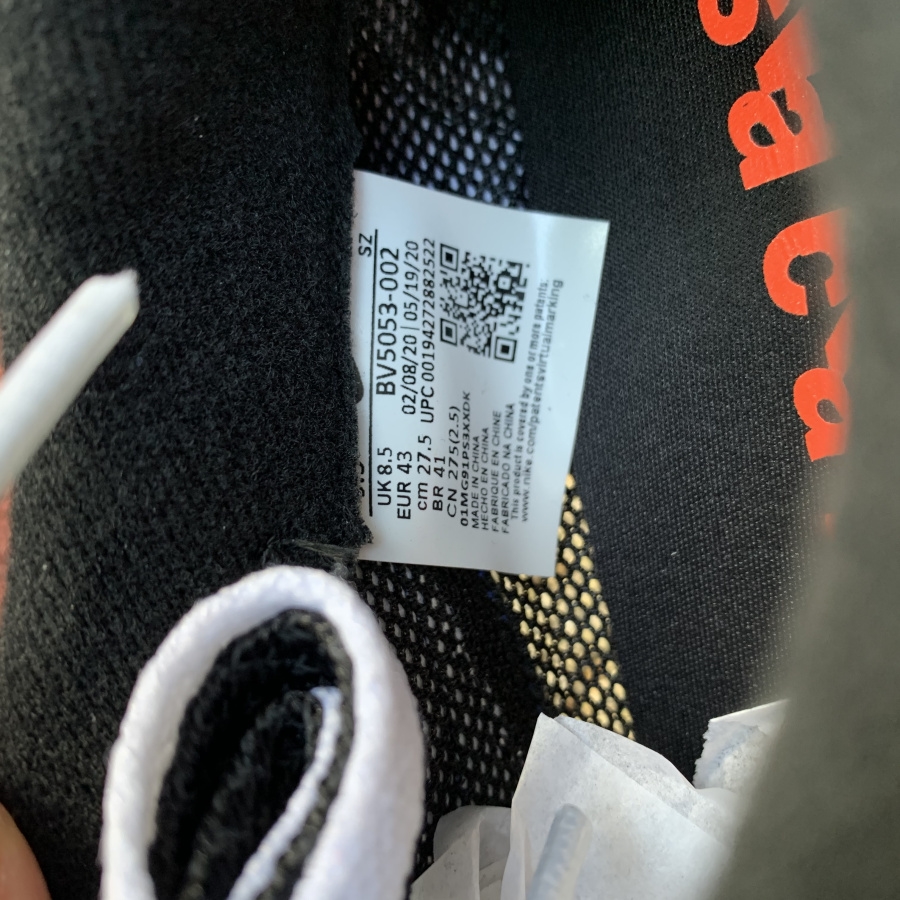 SZ
BV5053-002
UK 8.5
02/08/20 | 05/19/20
EUR 43
UPC 00194272882522
cm 27.5
BR 41
CN 275(2.5)
01MG91PS3XXDK
MADE IN CHINA
HECHO EN CHINA
FABRIQUE EN CHINE
FABRICADO NA CHINA
This product is covered by one or more patents.
www.nike.com/patentsvirtualmarking